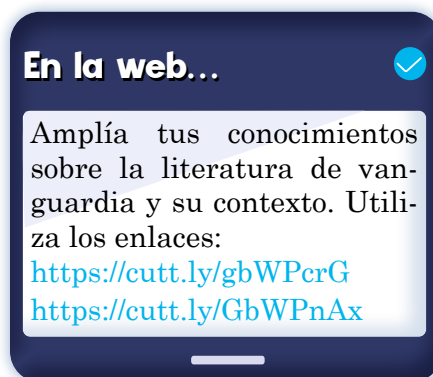 En la web...
Amplía tus conocimientos
sobre la literatura de van-
guardia y su contexto. Utili-
za los enlaces:
https://cutt.ly/gbWPcrG
https://cutt.ly/GbWPnAx